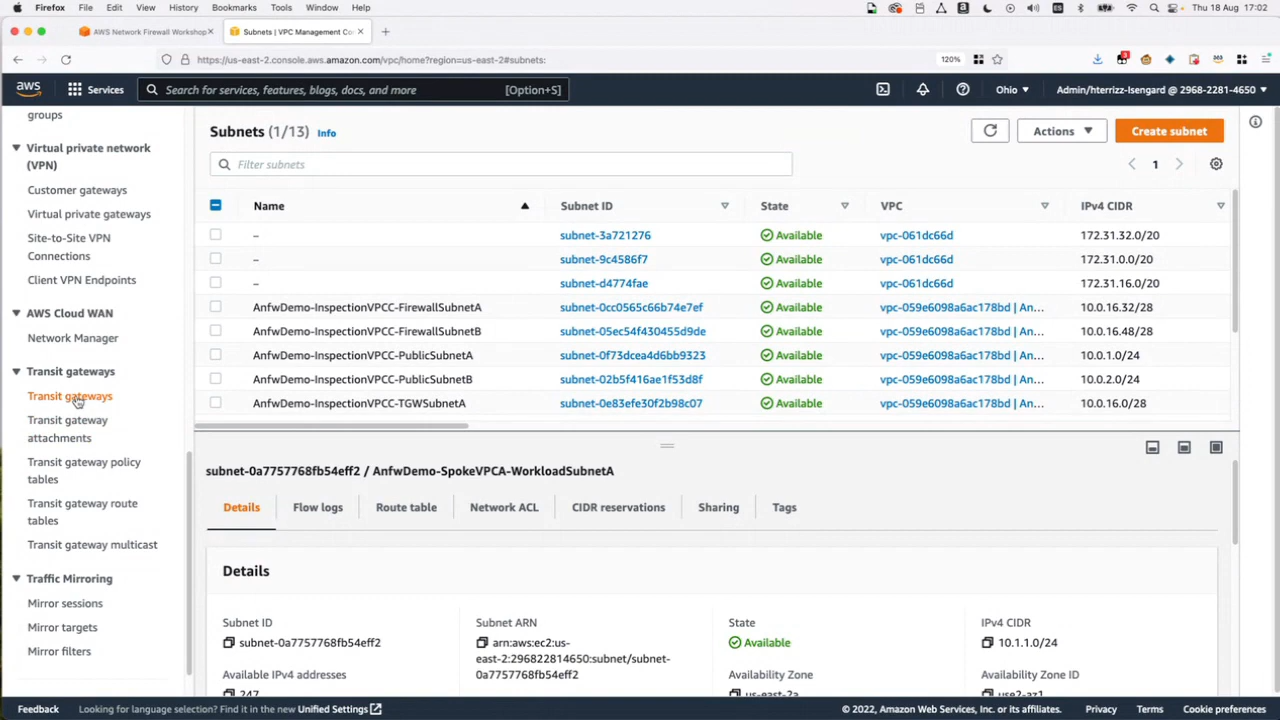 Firefox File Edit View History Bookmarks Tools Window Help Thu 18 Aug 17:02
AWS Network Firewall Workshop × Subnets | VPC Management Co × +
https://us-east-2.console.aws.amazon.com/vpc/home?region=us-east-2#subnets: 120%
aws Services Search for services, features, blogs, docs, and more [Option+S] Ohio Admin/hterrizz-Isengard @ 2968-2281-4650
groups
Virtual private network
(VPN)
Customer gateways
Virtual private gateways
Site-to-Site VPN
Connections
Client VPN Endpoints
AWS Cloud WAN
Network Manager
Transit gateways
Transit gateways
Transit gateway
attachments
Transit gateway policy
tables
Transit gateway route
tables
Transit gateway multicast
Traffic Mirroring
Mirror sessions
Mirror targets
Mirror filters
Subnets (1/13) Info
Actions Create subnet
Filter subnets
1
Name Subnet ID State VPC IPv4 CIDR
– subnet-3a721276 Available vpc-061dc66d 172.31.32.0/20
– subnet-9c4586f7 Available vpc-061dc66d 172.31.0.0/20
– subnet-d4774fae Available vpc-061dc66d 172.31.16.0/20
AnfwDemo-InspectionVPCC-FirewallSubnetA subnet-0cc0565c66b74e7ef Available vpc-059e6098a6ac178bd | An... 10.0.16.32/28
AnfwDemo-InspectionVPCC-FirewallSubnetB subnet-05ec54f430455d9de Available vpc-059e6098a6ac178bd | An... 10.0.16.48/28
AnfwDemo-InspectionVPCC-PublicSubnetA subnet-0f73dcea4d6bb9323 Available vpc-059e6098a6ac178bd | An... 10.0.1.0/24
AnfwDemo-InspectionVPCC-PublicSubnetB subnet-02b5f416ae1f53d8f Available vpc-059e6098a6ac178bd | An... 10.0.2.0/24
AnfwDemo-InspectionVPCC-TGWSubnetA subnet-0e83efe30f2b98c07 Available vpc-059e6098a6ac178bd | An... 10.0.16.0/28
subnet-0a7757768fb54eff2 / AnfwDemo-SpokeVPCA-WorkloadSubnetA
Details Flow logs Route table Network ACL CIDR reservations Sharing Tags
Details
Subnet ID
subnet-0a7757768fb54eff2
Subnet ARN
arn:aws:ec2:us-
east-2:296822814650:subnet/subnet-
0a7757768fb54eff2
State
Available
IPv4 CIDR
10.1.1.0/24
Available IPv4 addresses
247
Availability Zone
us-east-2a
Availability Zone ID
use2-az1
Feedback Looking for language selection? Find it in the new Unified Settings © 2022, Amazon Web Services, Inc. or its affiliates. Privacy Terms Cookie preferences